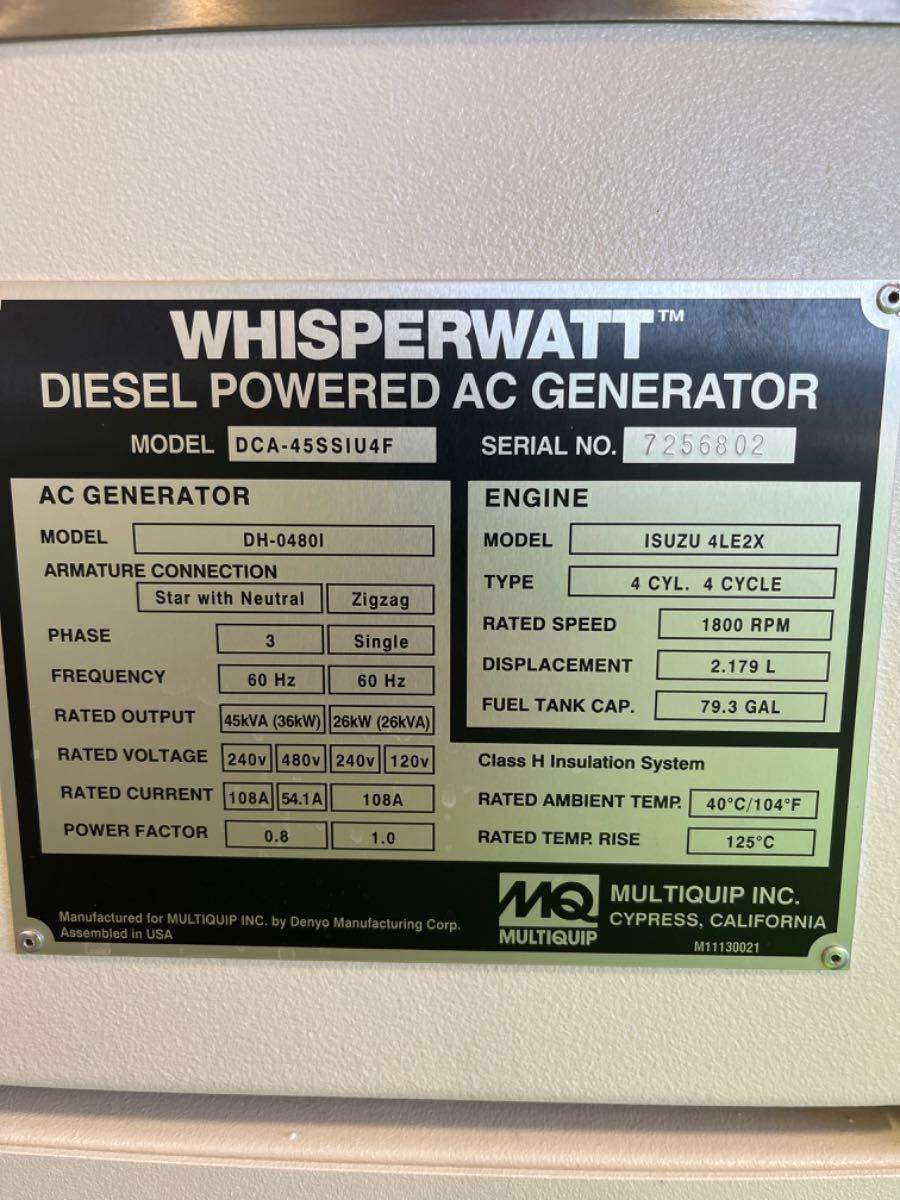 WHISPERWATT™
DIESEL POWERED AC GENERATOR
MODEL DCA-45SSIU4F
SERIAL NO. 7256802
AC GENERATOR
MODEL DH-0480I
ARMATURE CONNECTION
Star with Neutral Zigzag
PHASE 3 Single
FREQUENCY 60 Hz 60 Hz
RATED OUTPUT 45kVA (36kW) 26kW (26kVA)
RATED VOLTAGE 240v 480v 240v 120v
RATED CURRENT 108A 54.1A 108A
POWER FACTOR 0.8 1.0
ENGINE
MODEL ISUZU 4LE2X
TYPE 4 CYL. 4 CYCLE
RATED SPEED 1800 RPM
DISPLACEMENT 2.179 L
FUEL TANK CAP. 79.3 GAL
Class H Insulation System
RATED AMBIENT TEMP. 40°C/104°F
RATED TEMP. RISE 125°C
Manufactured for MULTIQUIP INC. by Denyo Manufacturing Corp.
Assembled in USA
MQ
MULTIQUIP
MULTIQUIP INC.
CYPRESS, CALIFORNIA
M11130021